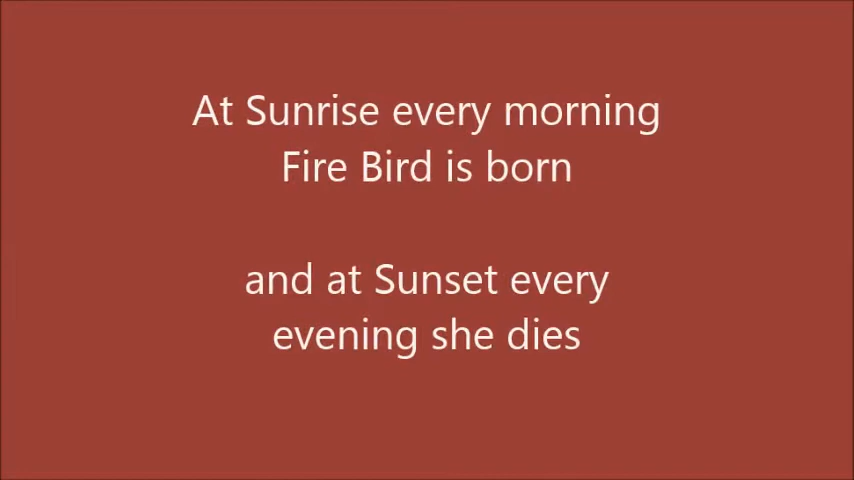 At Sunrise every morning
Fire Bird is born
and at Sunset every
evening she dies